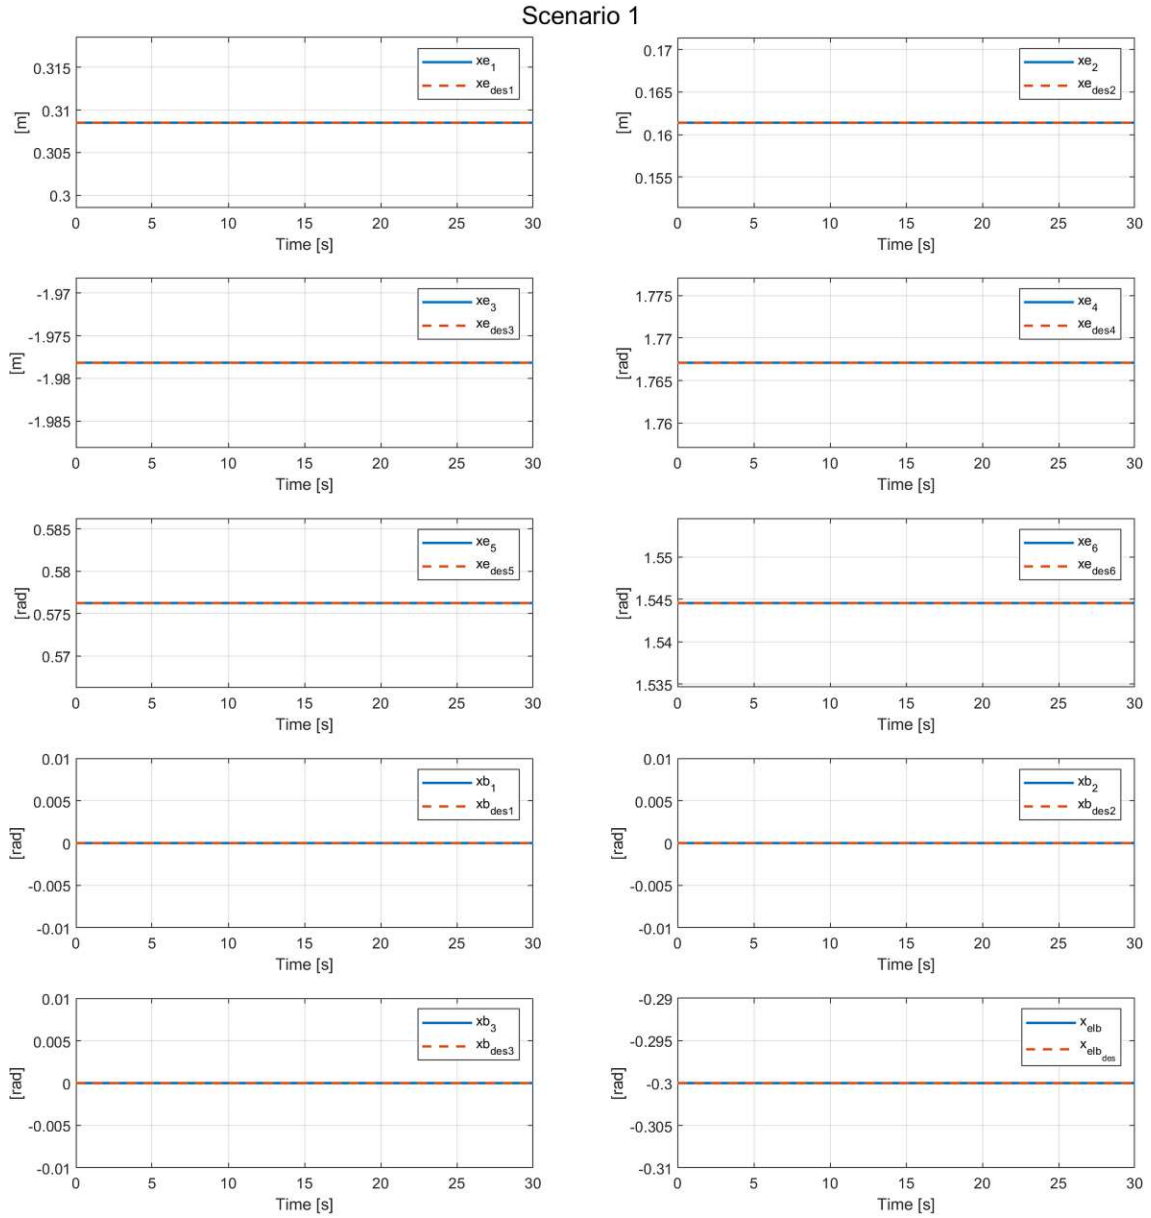 Scenario 1
0.315
0.31
0.305
0.3
[m]
xe1
xedes1
0 5 10 15 20 25 30
Time [s]
0.17
0.165
0.16
0.155
[m]
xe2
xedes2
0 5 10 15 20 25 30
Time [s]
-1.97
-1.975
-1.98
-1.985
[m]
xe3
xedes3
0 5 10 15 20 25 30
Time [s]
1.775
1.77
1.765
1.76
[rad]
xe4
xedes4
0 5 10 15 20 25 30
Time [s]
0.585
0.58
0.575
0.57
[rad]
xe5
xedes5
0 5 10 15 20 25 30
Time [s]
1.55
1.545
1.54
1.535
[rad]
xe6
xedes6
0 5 10 15 20 25 30
Time [s]
0.01
0.005
0
-0.005
-0.01
[rad]
xb1
xbdes1
0 5 10 15 20 25 30
Time [s]
0.01
0.005
0
-0.005
-0.01
[rad]
xb2
xbdes2
0 5 10 15 20 25 30
Time [s]
0.01
0.005
0
-0.005
-0.01
[rad]
xb3
xbdes3
0 5 10 15 20 25 30
Time [s]
-0.29
-0.295
-0.3
-0.305
-0.31
[rad]
xelb
xelbdes
0 5 10 15 20 25 30
Time [s]